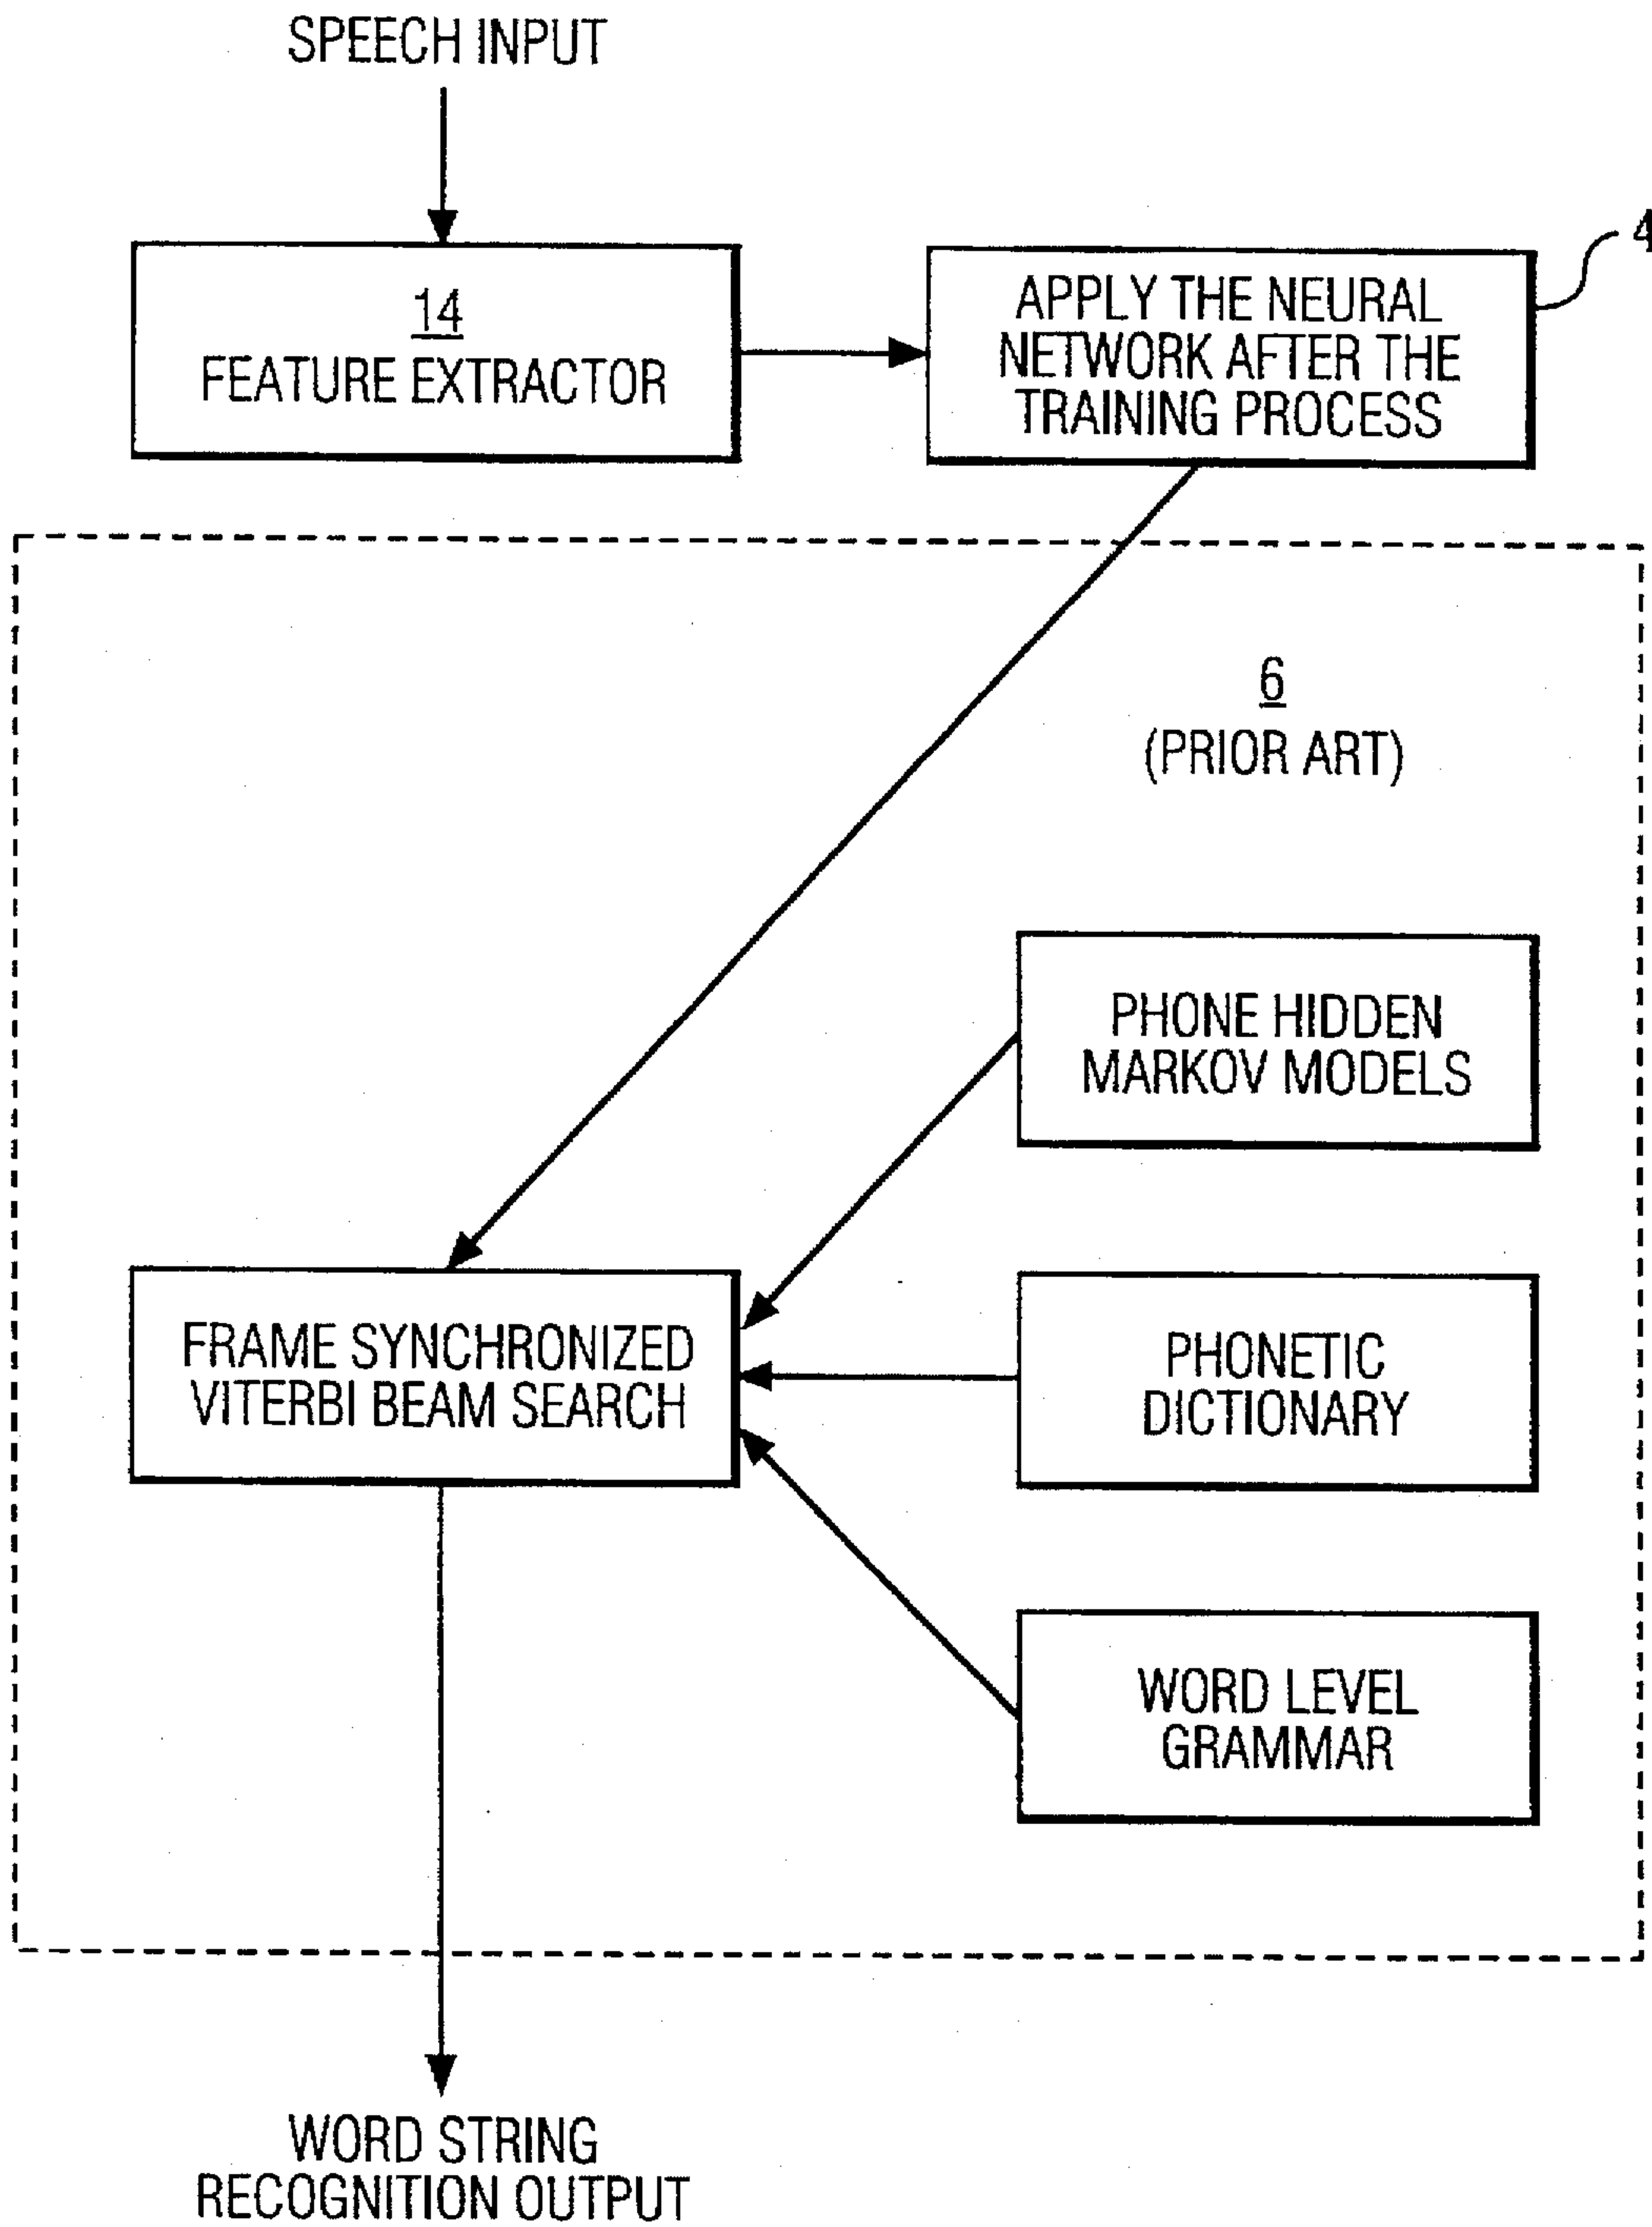 SPEECH INPUT
14
FEATURE EXTRACTOR
APPLY THE NEURAL
NETWORK AFTER THE
TRAINING PROCESS
4
6
(PRIOR ART)
PHONE HIDDEN
MARKOV MODELS
FRAME SYNCHRONIZED
VITERBI BEAM SEARCH
PHONETIC
DICTIONARY
WORD LEVEL
GRAMMAR
WORD STRING
RECOGNITION OUTPUT